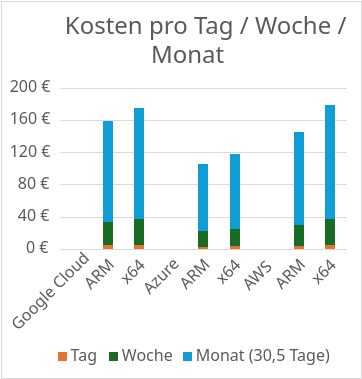 Kosten pro Tag / Woche /
Monat
200 €
160 €
120 €
80 €
40 €
0 €
Google Cloud
ARM
x64
Azure
ARM
x64
AWS
ARM
x64
Tag
Woche
Monat (30,5 Tage)